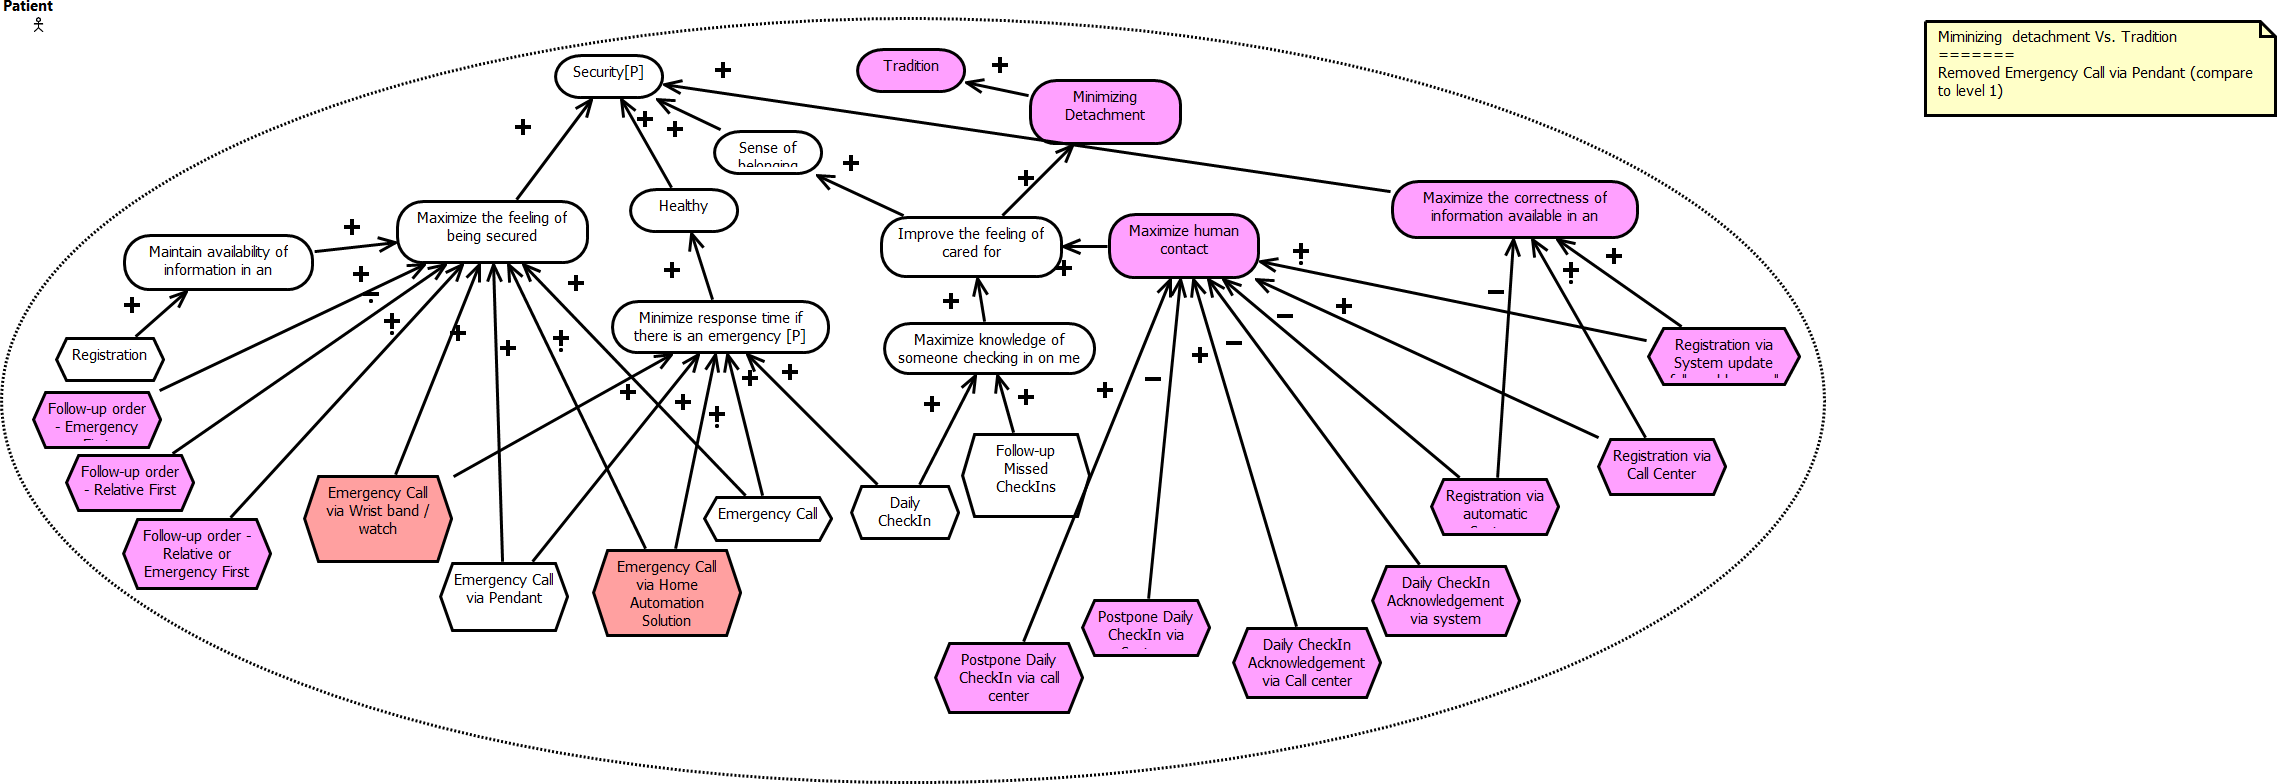 Patient
Miminizing  detachment Vs. Tradition
=======
Removed Emergency Call via Pendant (compare
to level 1)
Security[P]
Tradition
Minimizing
Detachment
Sense of
belonging
Healthy
Maximize the correctness of
information available in an
Maximize the feeling of
being secured
Improve the feeling of
cared for
Maximize human
contact
Maintain availability of
information in an
Minimize response time if
there is an emergency [P]
Maximize knowledge of
someone checking in on me
Registration
Registration via
System update
Follow-up order
- Emergency
First
Follow-up order
- Relative First
Follow-up order -
Relative or
Emergency First
Emergency Call
via Wrist band /
watch
Emergency Call
via Pendant
Emergency Call
via Home
Automation
Solution
Emergency Call
Daily
CheckIn
Follow-up
Missed
CheckIns
Registration via
Call Center
Registration via
automatic
Daily CheckIn
Acknowledgement
via system
Postpone Daily
CheckIn via
Daily CheckIn
Acknowledgement
via Call center
Postpone Daily
CheckIn via call
center